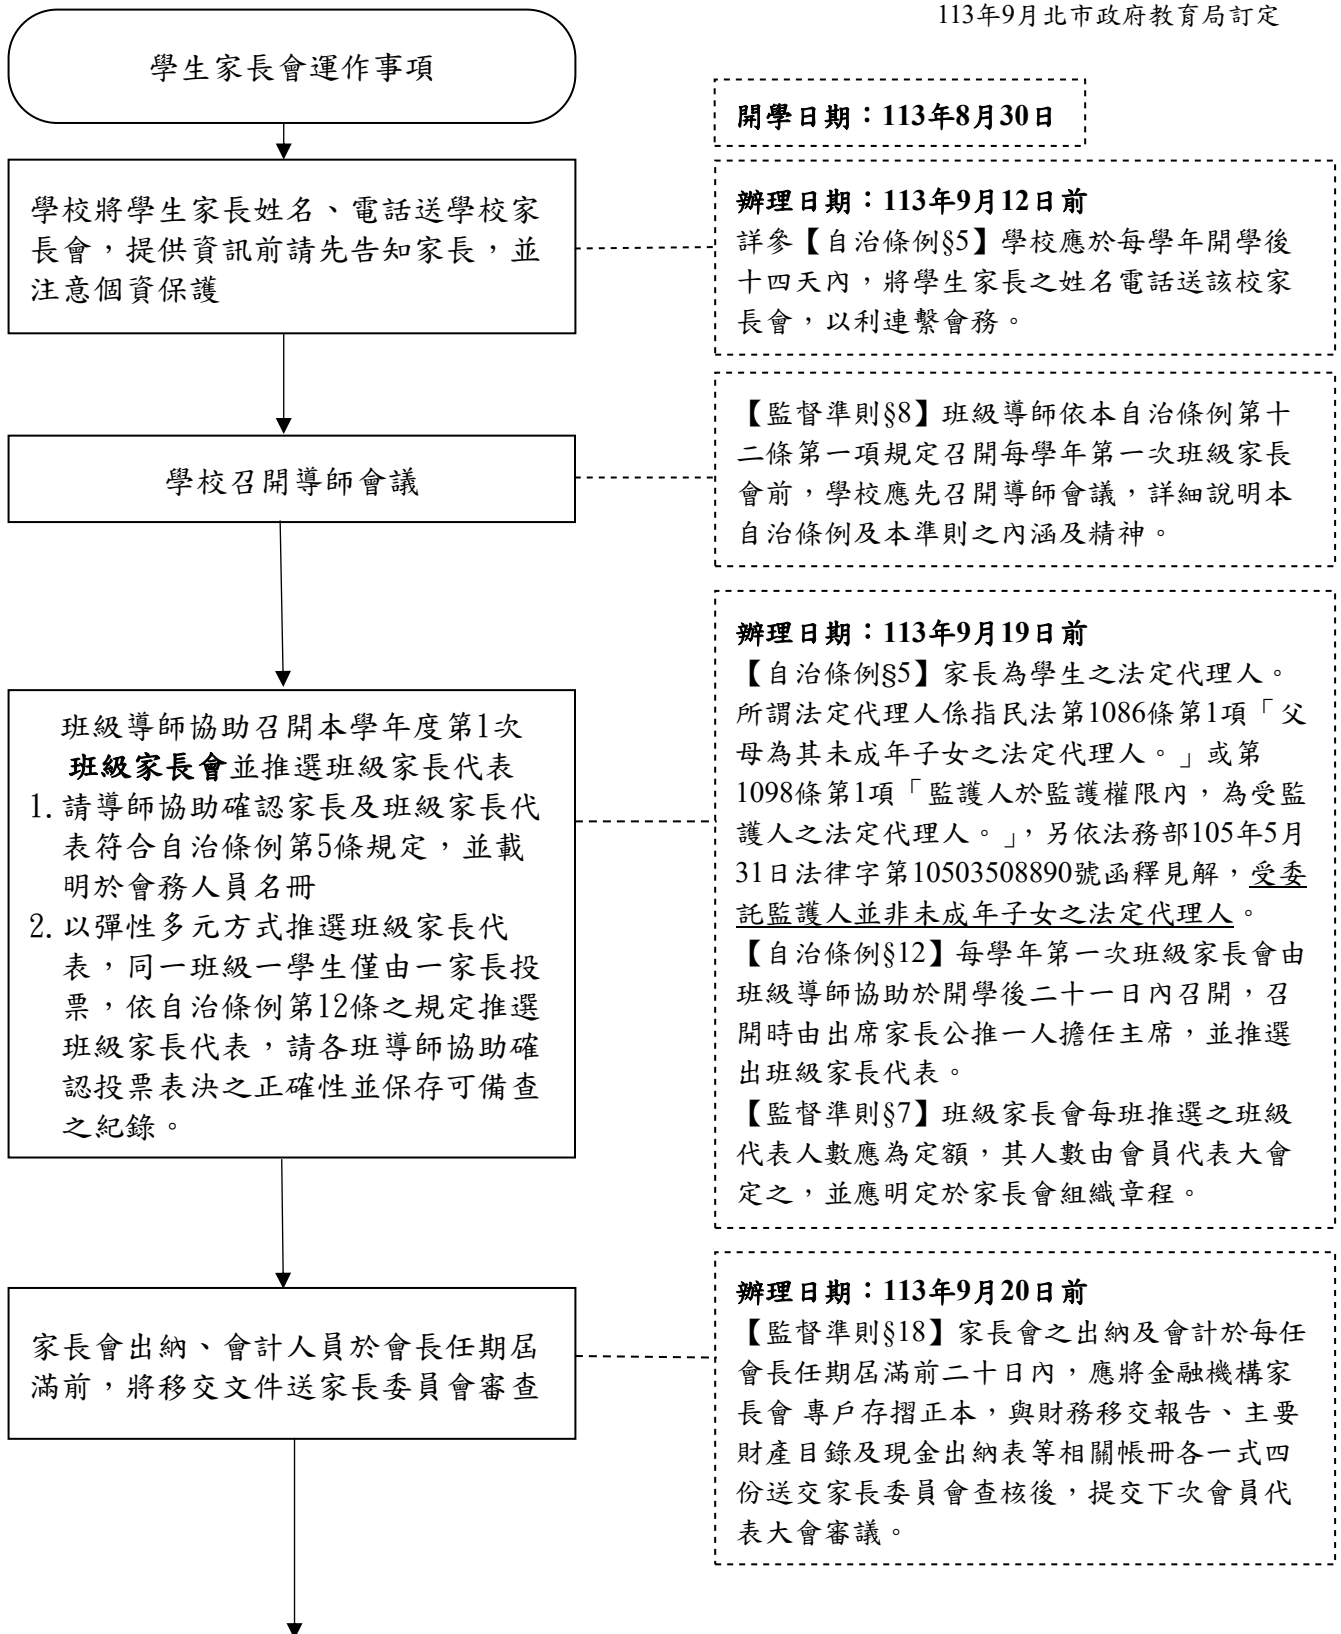 113年9月北市政府教育局訂定
學生家長會運作事項
開學日期：113年8月30日
學校將學生家長姓名、電話送學校家
長會，提供資訊前請先告知家長，並
注意個資保護
辦理日期：113年9月12日前
詳參【自治條例§5】學校應於每學年開學後
十四天內，將學生家長之姓名電話送該校家
長會，以利連繫會務。
學校召開導師會議
【監督準則§8】班級導師依本自治條例第十
二條第一項規定召開每學年第一次班級家長
會前，學校應先召開導師會議，詳細說明本
自治條例及本準則之內涵及精神。
班級導師協助召開本學年度第1次
班級家長會並推選班級家長代表
1. 請導師協助確認家長及班級家長代
表符合自治條例第5條規定，並載
明於會務人員名冊
2. 以彈性多元方式推選班級家長代
表，同一班級一學生僅由一家長投
票，依自治條例第12條之規定推選
班級家長代表，請各班導師協助確
認投票表決之正確性並保存可備查
之紀錄。
辦理日期：113年9月19日前
【自治條例§5】家長為學生之法定代理人。
所謂法定代理人係指民法第1086條第1項「父
母為其未成年子女之法定代理人。」或第
1098條第1項「監護人於監護權限內，為受監
護人之法定代理人。」，另依法務部105年5月
31日法律字第10503508890號函釋見解，受委
託監護人並非未成年子女之法定代理人。
【自治條例§12】每學年第一次班級家長會由
班級導師協助於開學後二十一日內召開，召
開時由出席家長公推一人擔任主席，並推選
出班級家長代表。
【監督準則§7】班級家長會每班推選之班級
代表人數應為定額，其人數由會員代表大會
定之，並應明定於家長會組織章程。
家長會出納、會計人員於會長任期屆
滿前，將移交文件送家長委員會審查
辦理日期：113年9月20日前
【監督準則§18】家長會之出納及會計於每任
會長任期屆滿前二十日內，應將金融機構家
長會 專戶存摺正本，與財務移交報告、主要
財產目錄及現金出納表等相關帳冊各一式四
份送交家長委員會查核後，提交下次會員代
表大會審議。